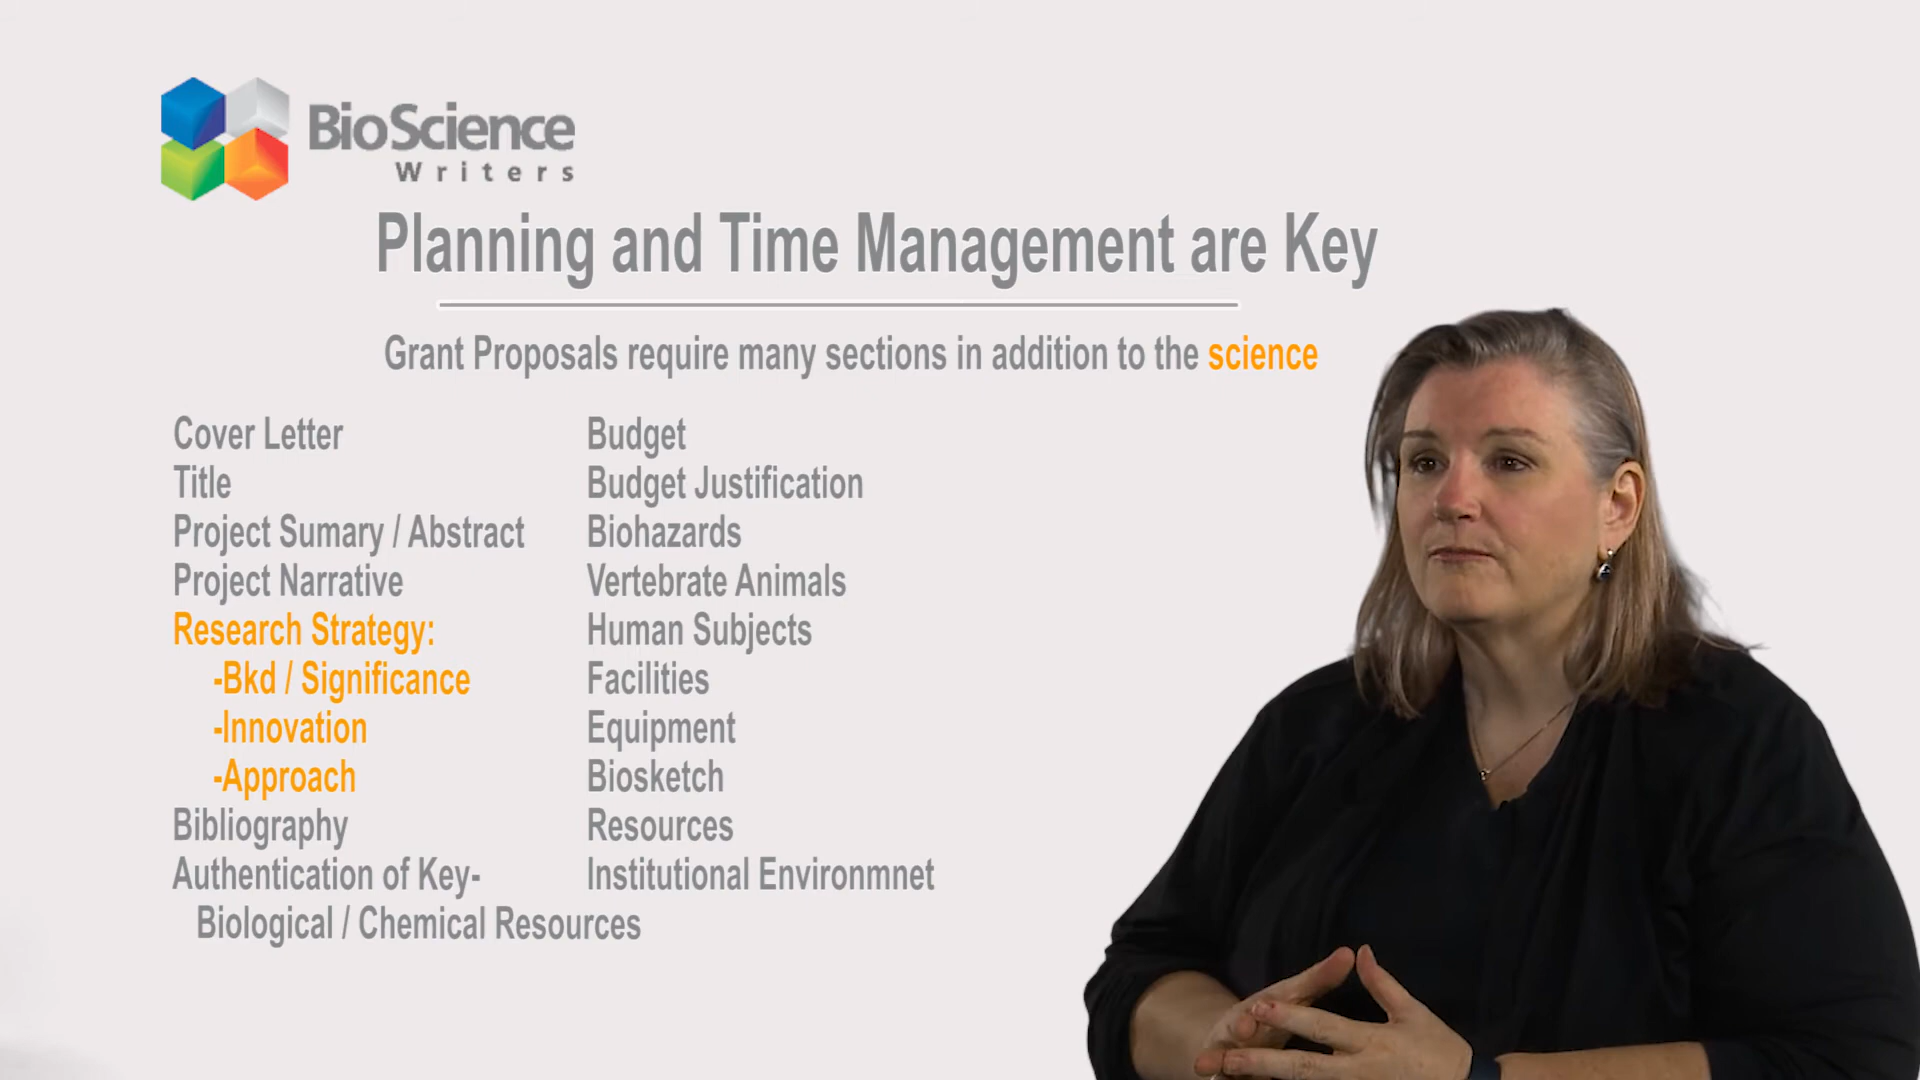 BioScience
Writers
Planning and Time Management are Key
Grant Proposals require many sections in addition to the science
Cover Letter
Title
Project Sumary / Abstract
Project Narrative
Research Strategy:
-Bkd / Significance
-Innovation
-Approach
Bibliography
Authentication of Key-
Biological / Chemical Resources
Budget
Budget Justification
Biohazards
Vertebrate Animals
Human Subjects
Facilities
Equipment
Biosketch
Resources
Institutional Environmnet